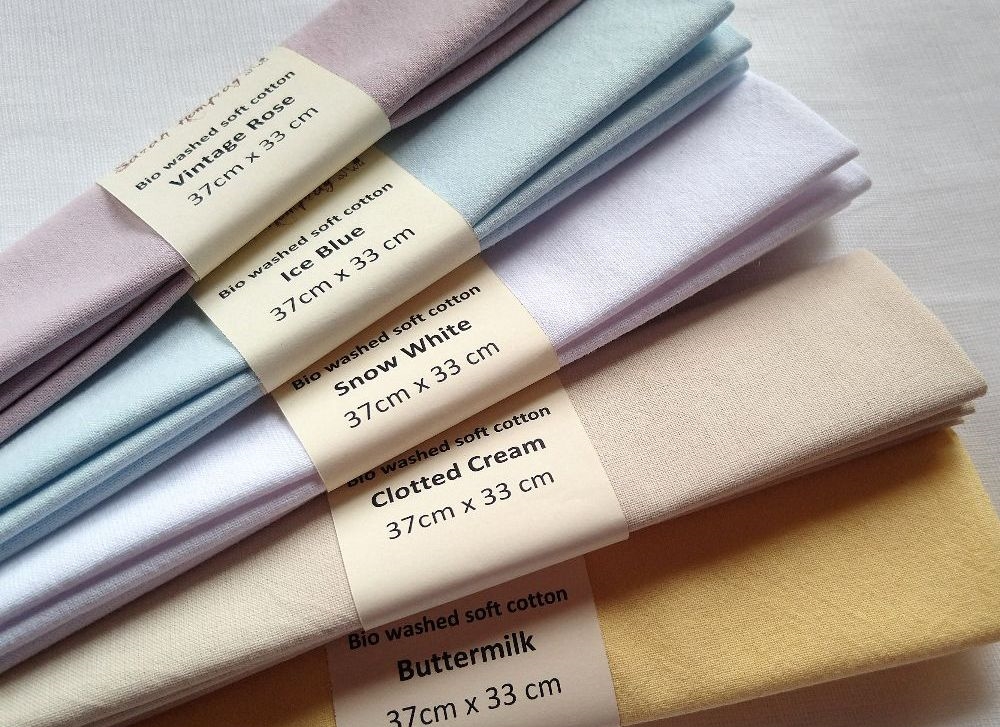 Bio washed soft cotton
Vintage Rose
37cm x 33 cm
Bio washed soft cotton
Ice Blue
37cm x 33 cm
Bio washed soft cotton
Snow White
37cm x 33 cm
Bio washed soft cotton
Clotted Cream
37cm x 33 cm
Bio washed soft cotton
Buttermilk
37cm x 33 cm